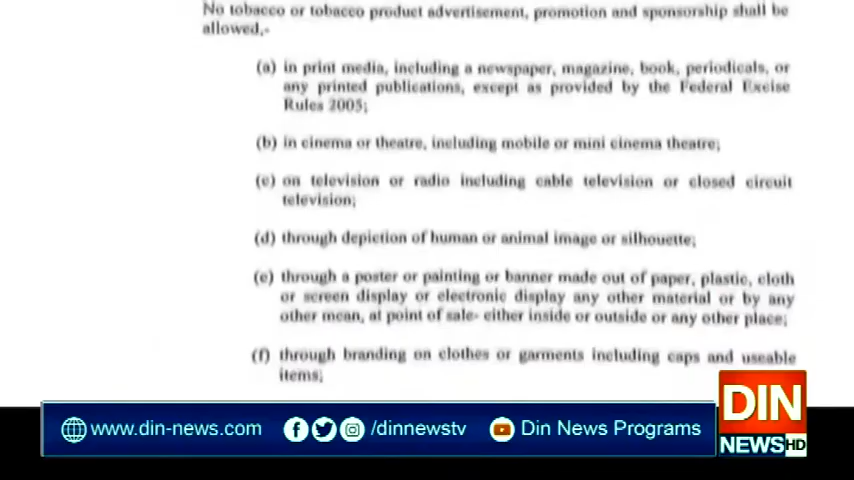 No tobacco or tobacco product advertisement, promotion and sponsorship shall be
allowed,-
(a) in print media, including a newspaper, magazine, book, periodicals, or
any printed publications, except as provided by the Federal Excise
Rules 2005;
(b) in cinema or theatre, including mobile or mini cinema theatre;
(c) on television or radio including cable television or closed circuit
television;
(d) through depiction of human or animal image or silhouette;
(e) through a poster or painting or banner made out of paper, plastic, cloth
or screen display or electronic display any other material or by any
other mean, at point of sale- either inside or outside or any other place;
(f) through branding on clothes or garments including caps and useable
items;
www.din-news.com /dinnewstv Din News Programs
DIN
NEWS HD